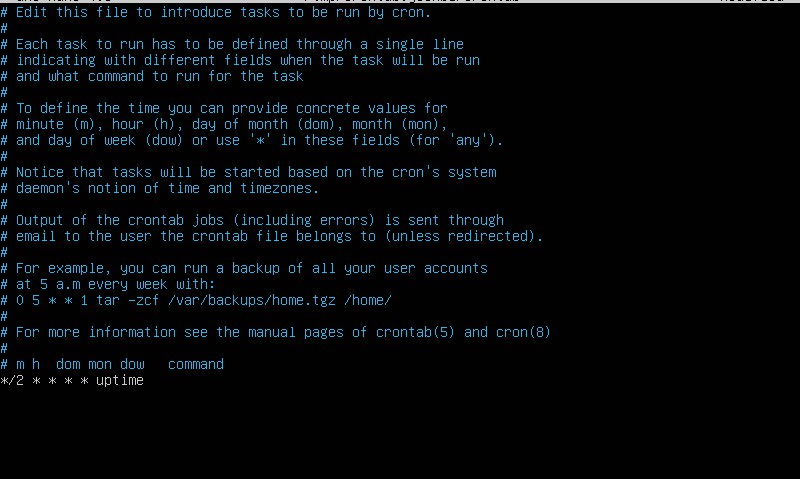 # Edit this file to introduce tasks to be run by cron.
#
# Each task to run has to be defined through a single line
# indicating with different fields when the task will be run
# and what command to run for the task
#
# To define the time you can provide concrete values for
# minute (m), hour (h), day of month (dom), month (mon),
# and day of week (dow) or use '*' in these fields (for 'any').
#
# Notice that tasks will be started based on the cron's system
# daemon's notion of time and timezones.
#
# Output of the crontab jobs (including errors) is sent through
# email to the user the crontab file belongs to (unless redirected).
#
# For example, you can run a backup of all your user accounts
# at 5 a.m every week with:
# 0 5 * * 1 tar -zcf /var/backups/home.tgz /home/
#
# For more information see the manual pages of crontab(5) and cron(8)
#
# m h  dom mon dow   command
*/2 * * * * uptime